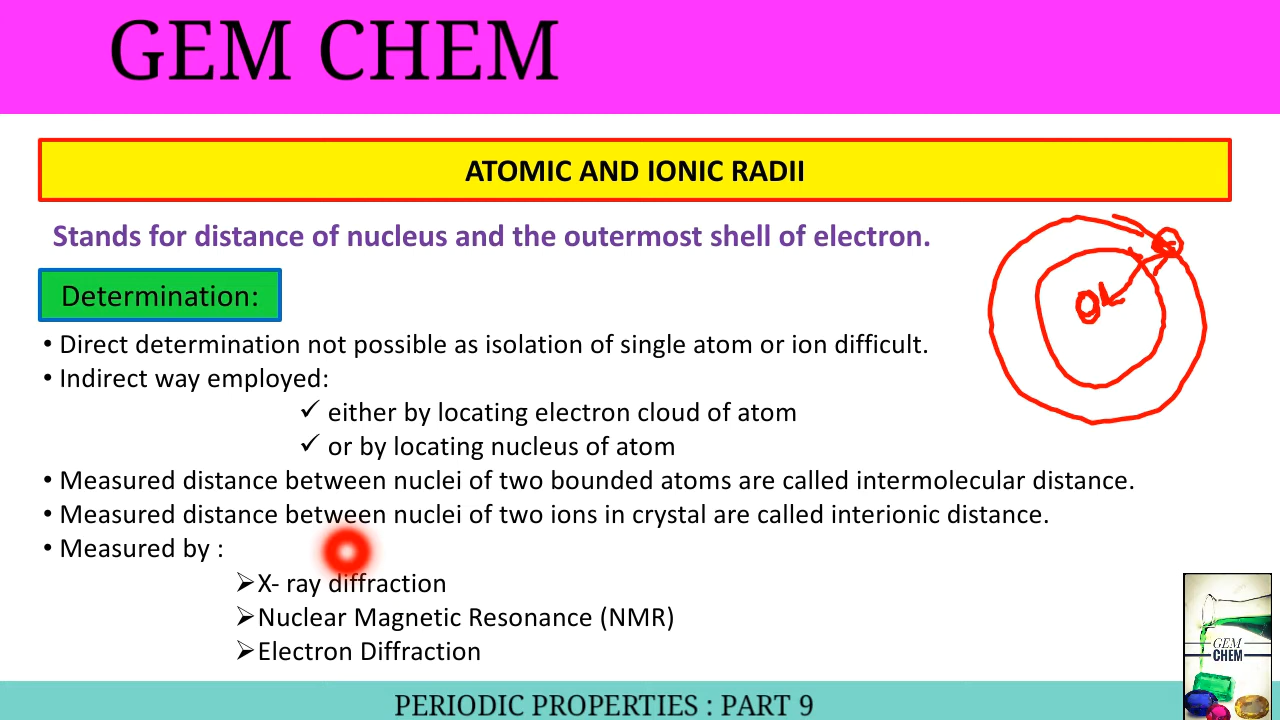 GEM CHEM
ATOMIC AND IONIC RADII
Stands for distance of nucleus and the outermost shell of electron.
Determination:
• Direct determination not possible as isolation of single atom or ion difficult.
• Indirect way employed:
✓ either by locating electron cloud of atom
✓ or by locating nucleus of atom
• Measured distance between nuclei of two bounded atoms are called intermolecular distance.
• Measured distance between nuclei of two ions in crystal are called interionic distance.
• Measured by :
➢X- ray diffraction
➢Nuclear Magnetic Resonance (NMR)
➢Electron Diffraction
GEM
CHEM
PERIODIC PROPERTIES : PART 9